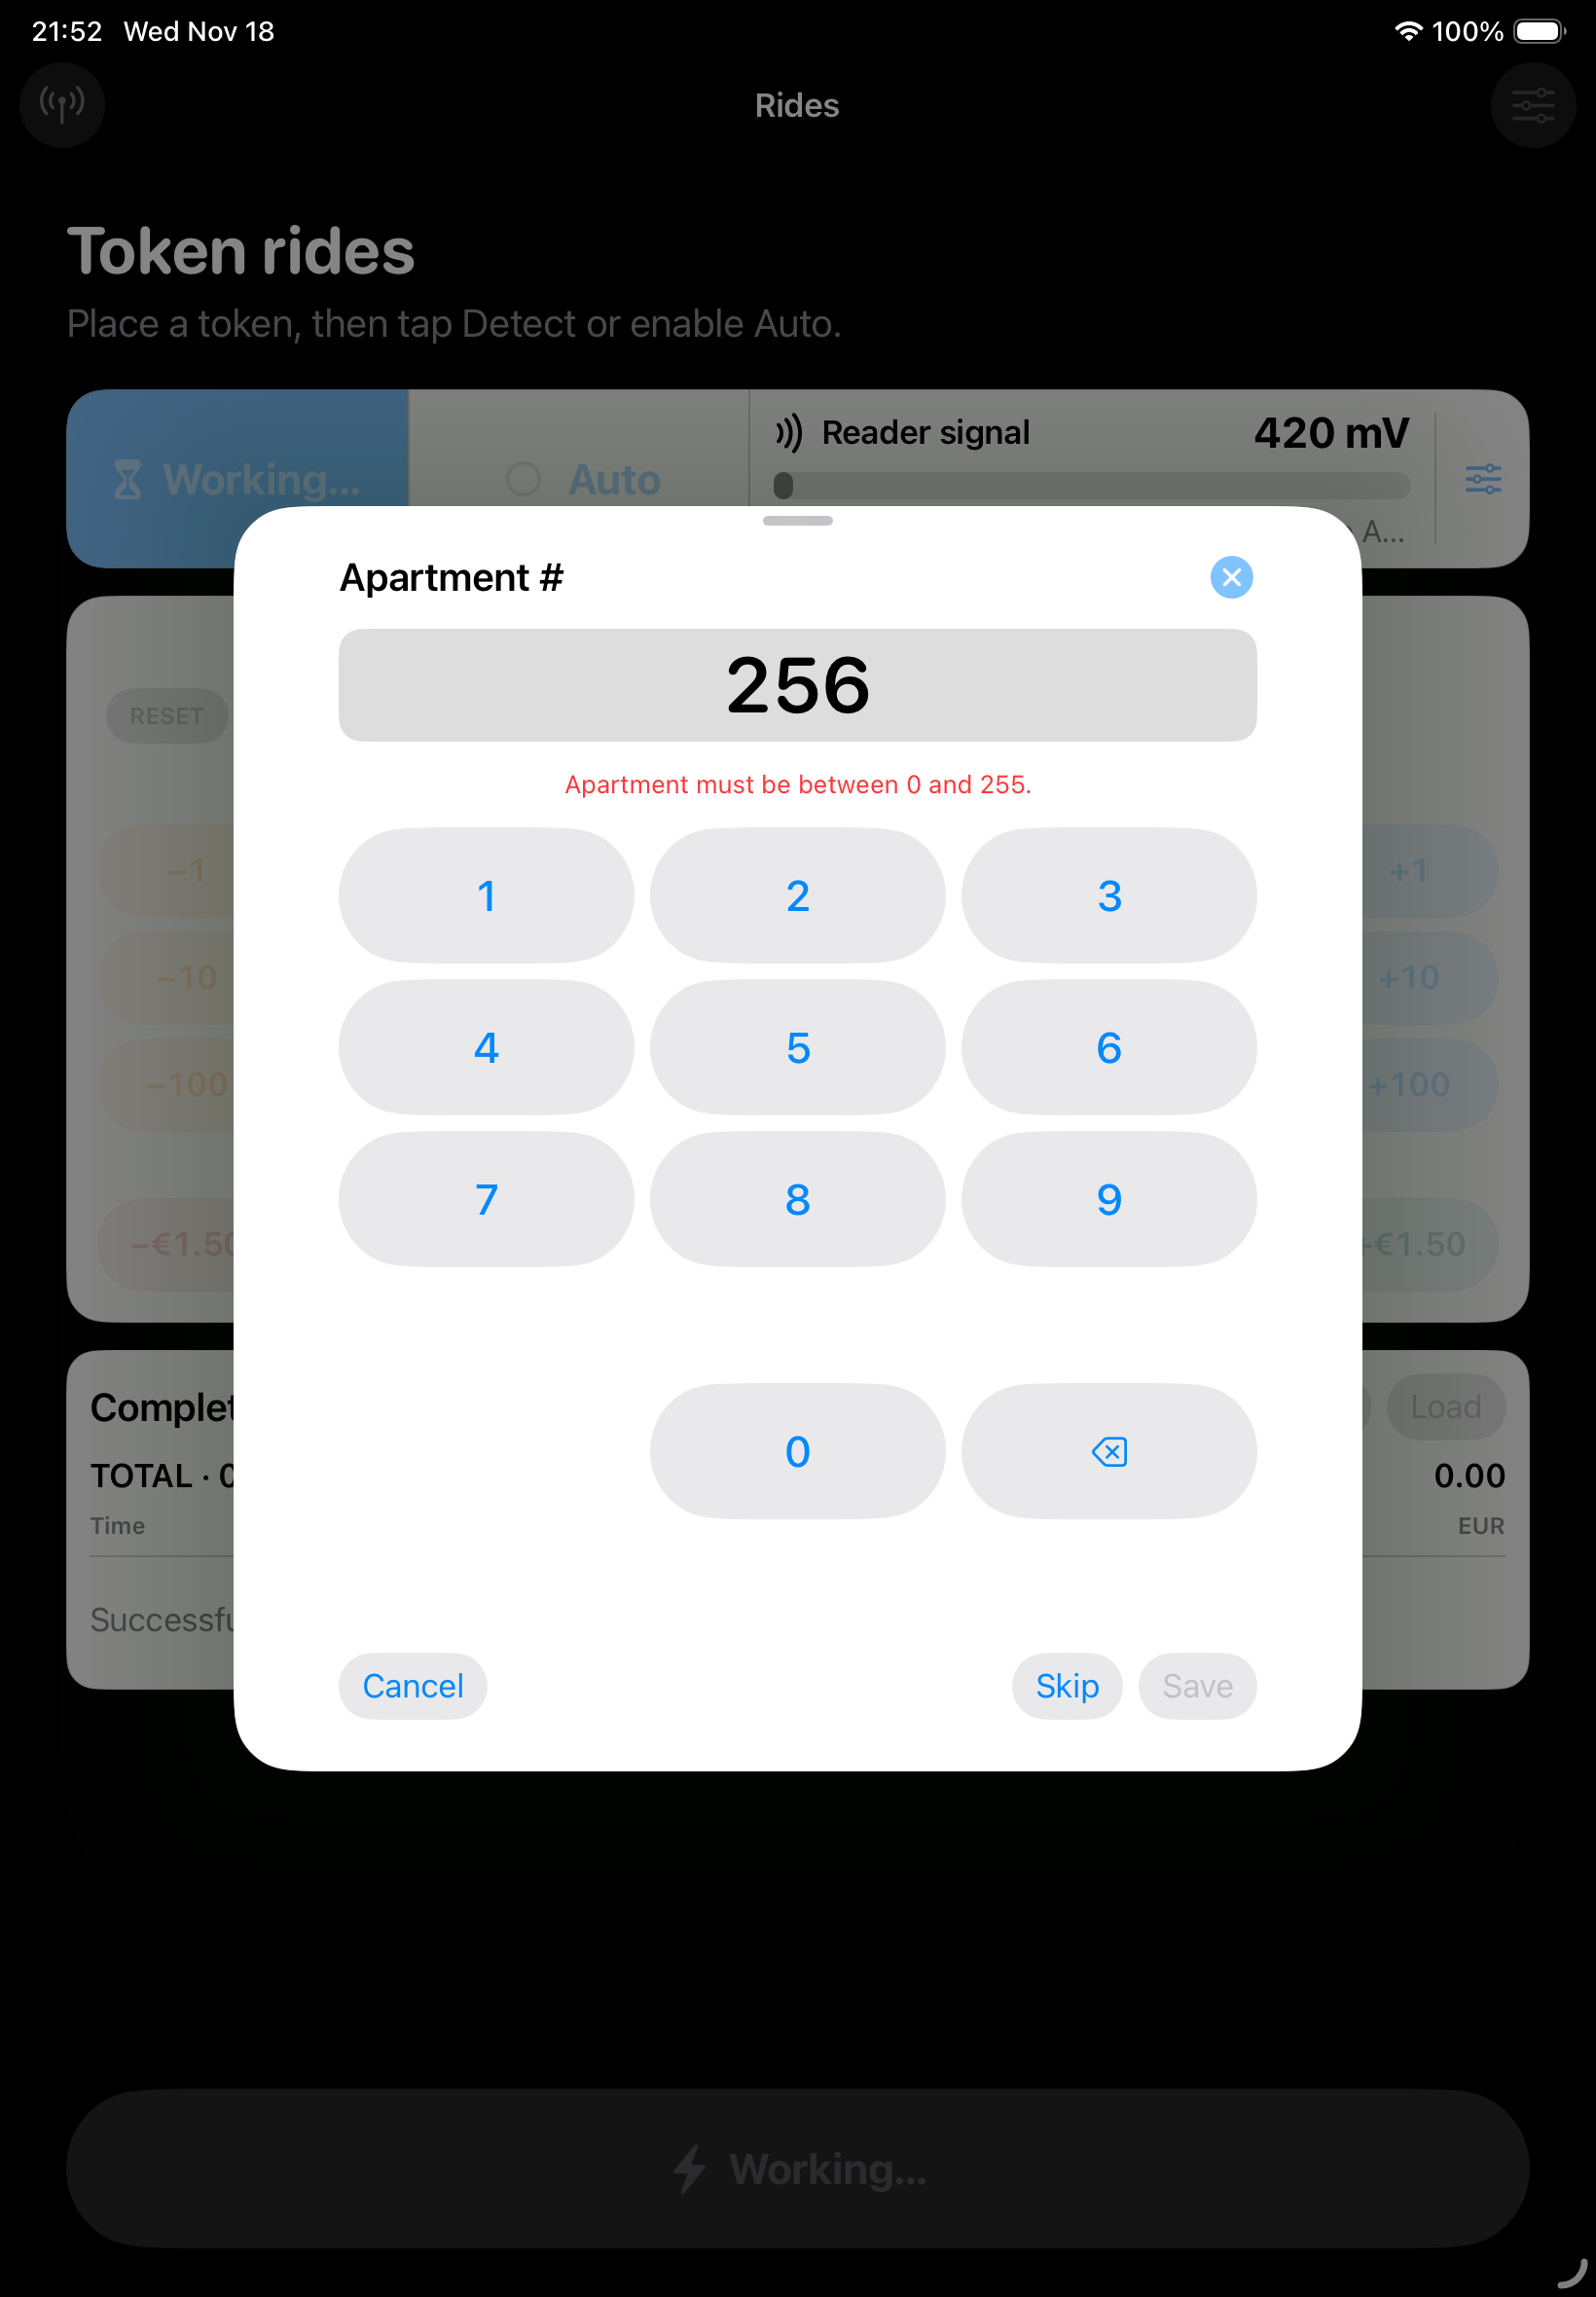 21:52 Wed Nov 18 100%
Rides
Token rides
Place a token, then tap Detect or enable Auto.
Working...
Auto
Reader signal 420 mV
A...
Apartment #
256
RESET
Apartment must be between 0 and 255.
1 2 3
−1 +1
4 5 6
−10 +10
−100 +100
7 8 9
−€1.50 +€1.50
0
Load
TOTAL · 0.00
Time EUR
Cancel Skip Save
Working...